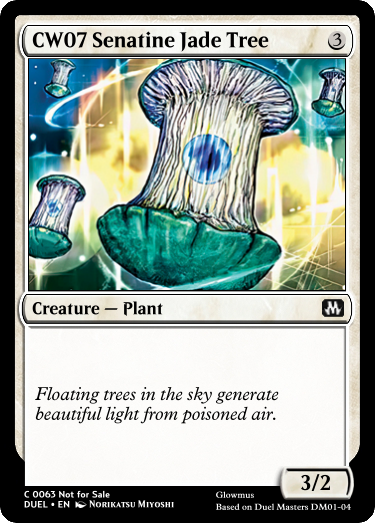 CW07 Senatine Jade Tree 3
Creature — Plant
Floating trees in the sky generate
beautiful light from poisoned air.
3/2
C 0063 Not for Sale
DUEL • EN NORIKATSU MIYOSHI
Glowmus
Based on Duel Masters DM01-04